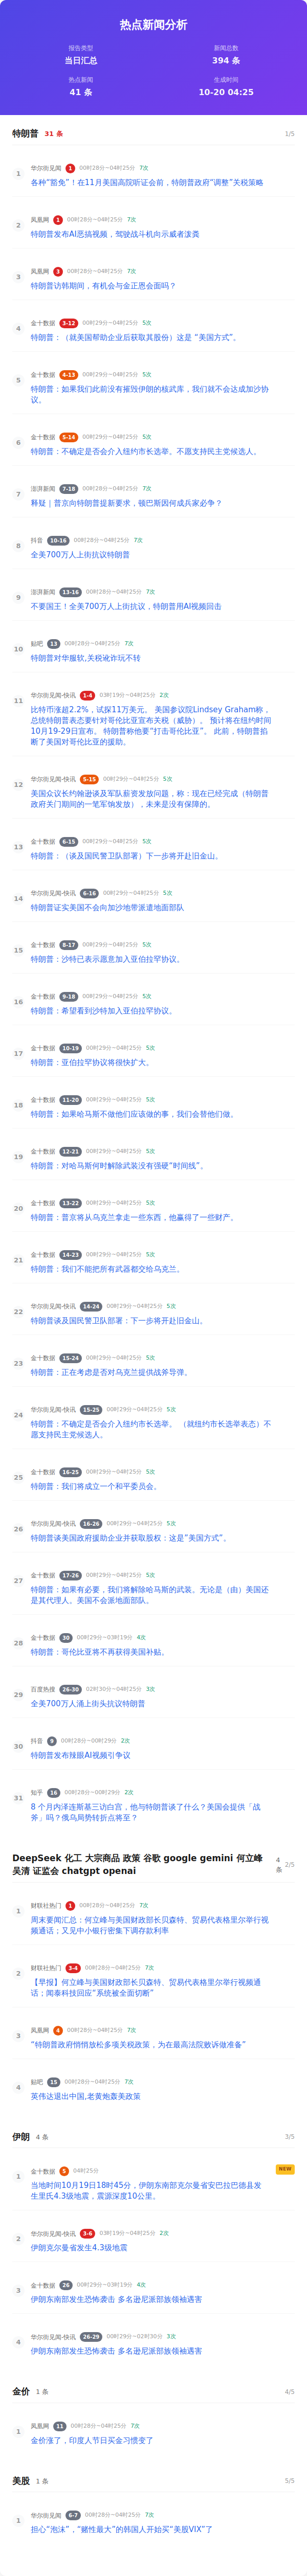 热点新闻分析
报告类型
当日汇总
新闻总数
394 条
热点新闻
41 条
生成时间
10-20 04:25
特朗普 31 条 1/5
1 华尔街见闻 1 00时28分~04时25分 7次
各种“豁免”！在11月美国高院听证会前，特朗普政府“调整”关税策略
2 凤凰网 1 00时28分~04时25分 7次
特朗普发布AI恶搞视频，驾驶战斗机向示威者泼粪
3 凤凰网 3 00时28分~04时25分 7次
特朗普访韩期间，有机会与金正恩会面吗？
4 金十数据 3-12 00时29分~04时25分 5次
特朗普：（就美国帮助企业后获取其股份）这是 “美国方式”。
5 金十数据 4-13 00时29分~04时25分 5次
特朗普：如果我们此前没有摧毁伊朗的核武库，我们就不会达成加沙协
议。
6 金十数据 5-14 00时29分~04时25分 5次
特朗普：不确定是否会介入纽约市长选举。不愿支持民主党候选人。
7 澎湃新闻 7-18 00时28分~04时25分 7次
释疑｜普京向特朗普提新要求，顿巴斯因何成兵家必争？
8 抖音 10-16 00时28分~04时25分 7次
全美700万人上街抗议特朗普
9 澎湃新闻 13-16 00时28分~04时25分 7次
不要国王！全美700万人上街抗议，特朗普用AI视频回击
10 贴吧 13 00时28分~04时25分 7次
特朗普对华服软,关税讹诈玩不转
11 华尔街见闻-快讯 1-4 03时19分~04时25分 2次
比特币涨超2.2%，试探11万美元。 美国参议院Lindsey Graham称，
总统特朗普表态要针对哥伦比亚宣布关税（威胁）。 预计将在纽约时间
10月19-29日宣布。 特朗普称他要“打击哥伦比亚”。 此前，特朗普掐
断了美国对哥伦比亚的援助。
12 华尔街见闻-快讯 5-15 00时29分~04时25分 5次
美国众议长约翰逊谈及军队薪资发放问题，称：现在已经完成（特朗普
政府关门期间的一笔军饷发放），未来是没有保障的。
13 金十数据 6-15 00时29分~04时25分 5次
特朗普：（谈及国民警卫队部署）下一步将开赴旧金山。
14 华尔街见闻-快讯 6-16 00时29分~04时25分 5次
特朗普证实美国不会向加沙地带派遣地面部队
15 金十数据 8-17 00时29分~04时25分 5次
特朗普：沙特已表示愿意加入亚伯拉罕协议。
16 金十数据 9-18 00时29分~04时25分 5次
特朗普：希望看到沙特加入亚伯拉罕协议。
17 金十数据 10-19 00时29分~04时25分 5次
特朗普：亚伯拉罕协议将很快扩大。
18 金十数据 11-20 00时29分~04时25分 5次
特朗普：如果哈马斯不做他们应该做的事，我们会替他们做。
19 金十数据 12-21 00时29分~04时25分 5次
特朗普：对哈马斯何时解除武装没有强硬“时间线”。
20 金十数据 13-22 00时29分~04时25分 5次
特朗普：普京将从乌克兰拿走一些东西，他赢得了一些财产。
21 金十数据 14-23 00时29分~04时25分 5次
特朗普：我们不能把所有武器都交给乌克兰。
22 华尔街见闻-快讯 14-24 00时29分~04时25分 5次
特朗普谈及国民警卫队部署：下一步将开赴旧金山。
23 金十数据 15-24 00时29分~04时25分 5次
特朗普：正在考虑是否对乌克兰提供战斧导弹。
24 华尔街见闻-快讯 15-25 00时29分~04时25分 5次
特朗普：不确定是否会介入纽约市长选举。 （就纽约市长选举表态）不
愿支持民主党候选人。
25 金十数据 16-25 00时29分~04时25分 5次
特朗普：我们将成立一个和平委员会。
26 华尔街见闻-快讯 16-26 00时29分~04时25分 5次
特朗普谈美国政府援助企业并获取股权：这是”美国方式”。
27 金十数据 17-26 00时29分~04时25分 5次
特朗普：如果有必要，我们将解除哈马斯的武装。无论是（由）美国还
是其代理人。美国不会派地面部队。
28 金十数据 30 00时29分~03时19分 4次
特朗普：哥伦比亚将不再获得美国补贴。
29 百度热搜 26-30 02时30分~04时25分 3次
全美700万人涌上街头抗议特朗普
30 抖音 9 00时28分~00时29分 2次
特朗普发布辣眼AI视频引争议
31 知乎 18 00时28分~00时29分 2次
8 个月内泽连斯基三访白宫，他与特朗普谈了什么？美国会提供「战
斧」吗？俄乌局势转折点将至？
DeepSeek 化工 大宗商品 政策 谷歌 google gemini 何立峰 吴清 证监会 chatgpt openai 4 条 2/5
1 财联社热门 1 00时28分~04时25分 7次
周末要闻汇总：何立峰与美国财政部长贝森特、贸易代表格里尔举行视
频通话；又见中小银行密集下调存款利率
2 财联社热门 3-4 00时28分~04时25分 7次
【早报】何立峰与美国财政部长贝森特、贸易代表格里尔举行视频通
话；闻泰科技回应“系统被全面切断”
3 凤凰网 4 00时28分~04时25分 7次
“特朗普政府悄悄放松多项关税政策，为在最高法院败诉做准备”
4 贴吧 15 00时28分~04时25分 7次
英伟达退出中国,老黄炮轰美政策
伊朗 4 条 3/5
1 金十数据 5 04时25分 NEW
当地时间10月19日18时45分，伊朗东南部克尔曼省安巴拉巴德县发
生里氏4.3级地震，震源深度10公里。
2 华尔街见闻-快讯 3-6 03时19分~04时25分 2次
伊朗克尔曼省发生4.3级地震
3 金十数据 26 00时29分~03时19分 4次
伊朗东南部发生恐怖袭击 多名逊尼派部族领袖遇害
4 华尔街见闻-快讯 26-29 00时29分~02时30分 3次
伊朗东南部发生恐怖袭击 多名逊尼派部族领袖遇害
金价 1 条 4/5
1 凤凰网 11 00时28分~04时25分 7次
金价涨了，印度人节日买金习惯变了
美股 1 条 5/5
1 华尔街见闻 6-7 00时28分~04时25分 7次
担心“泡沫”，“赌性最大”的韩国人开始买“美股VIX”了